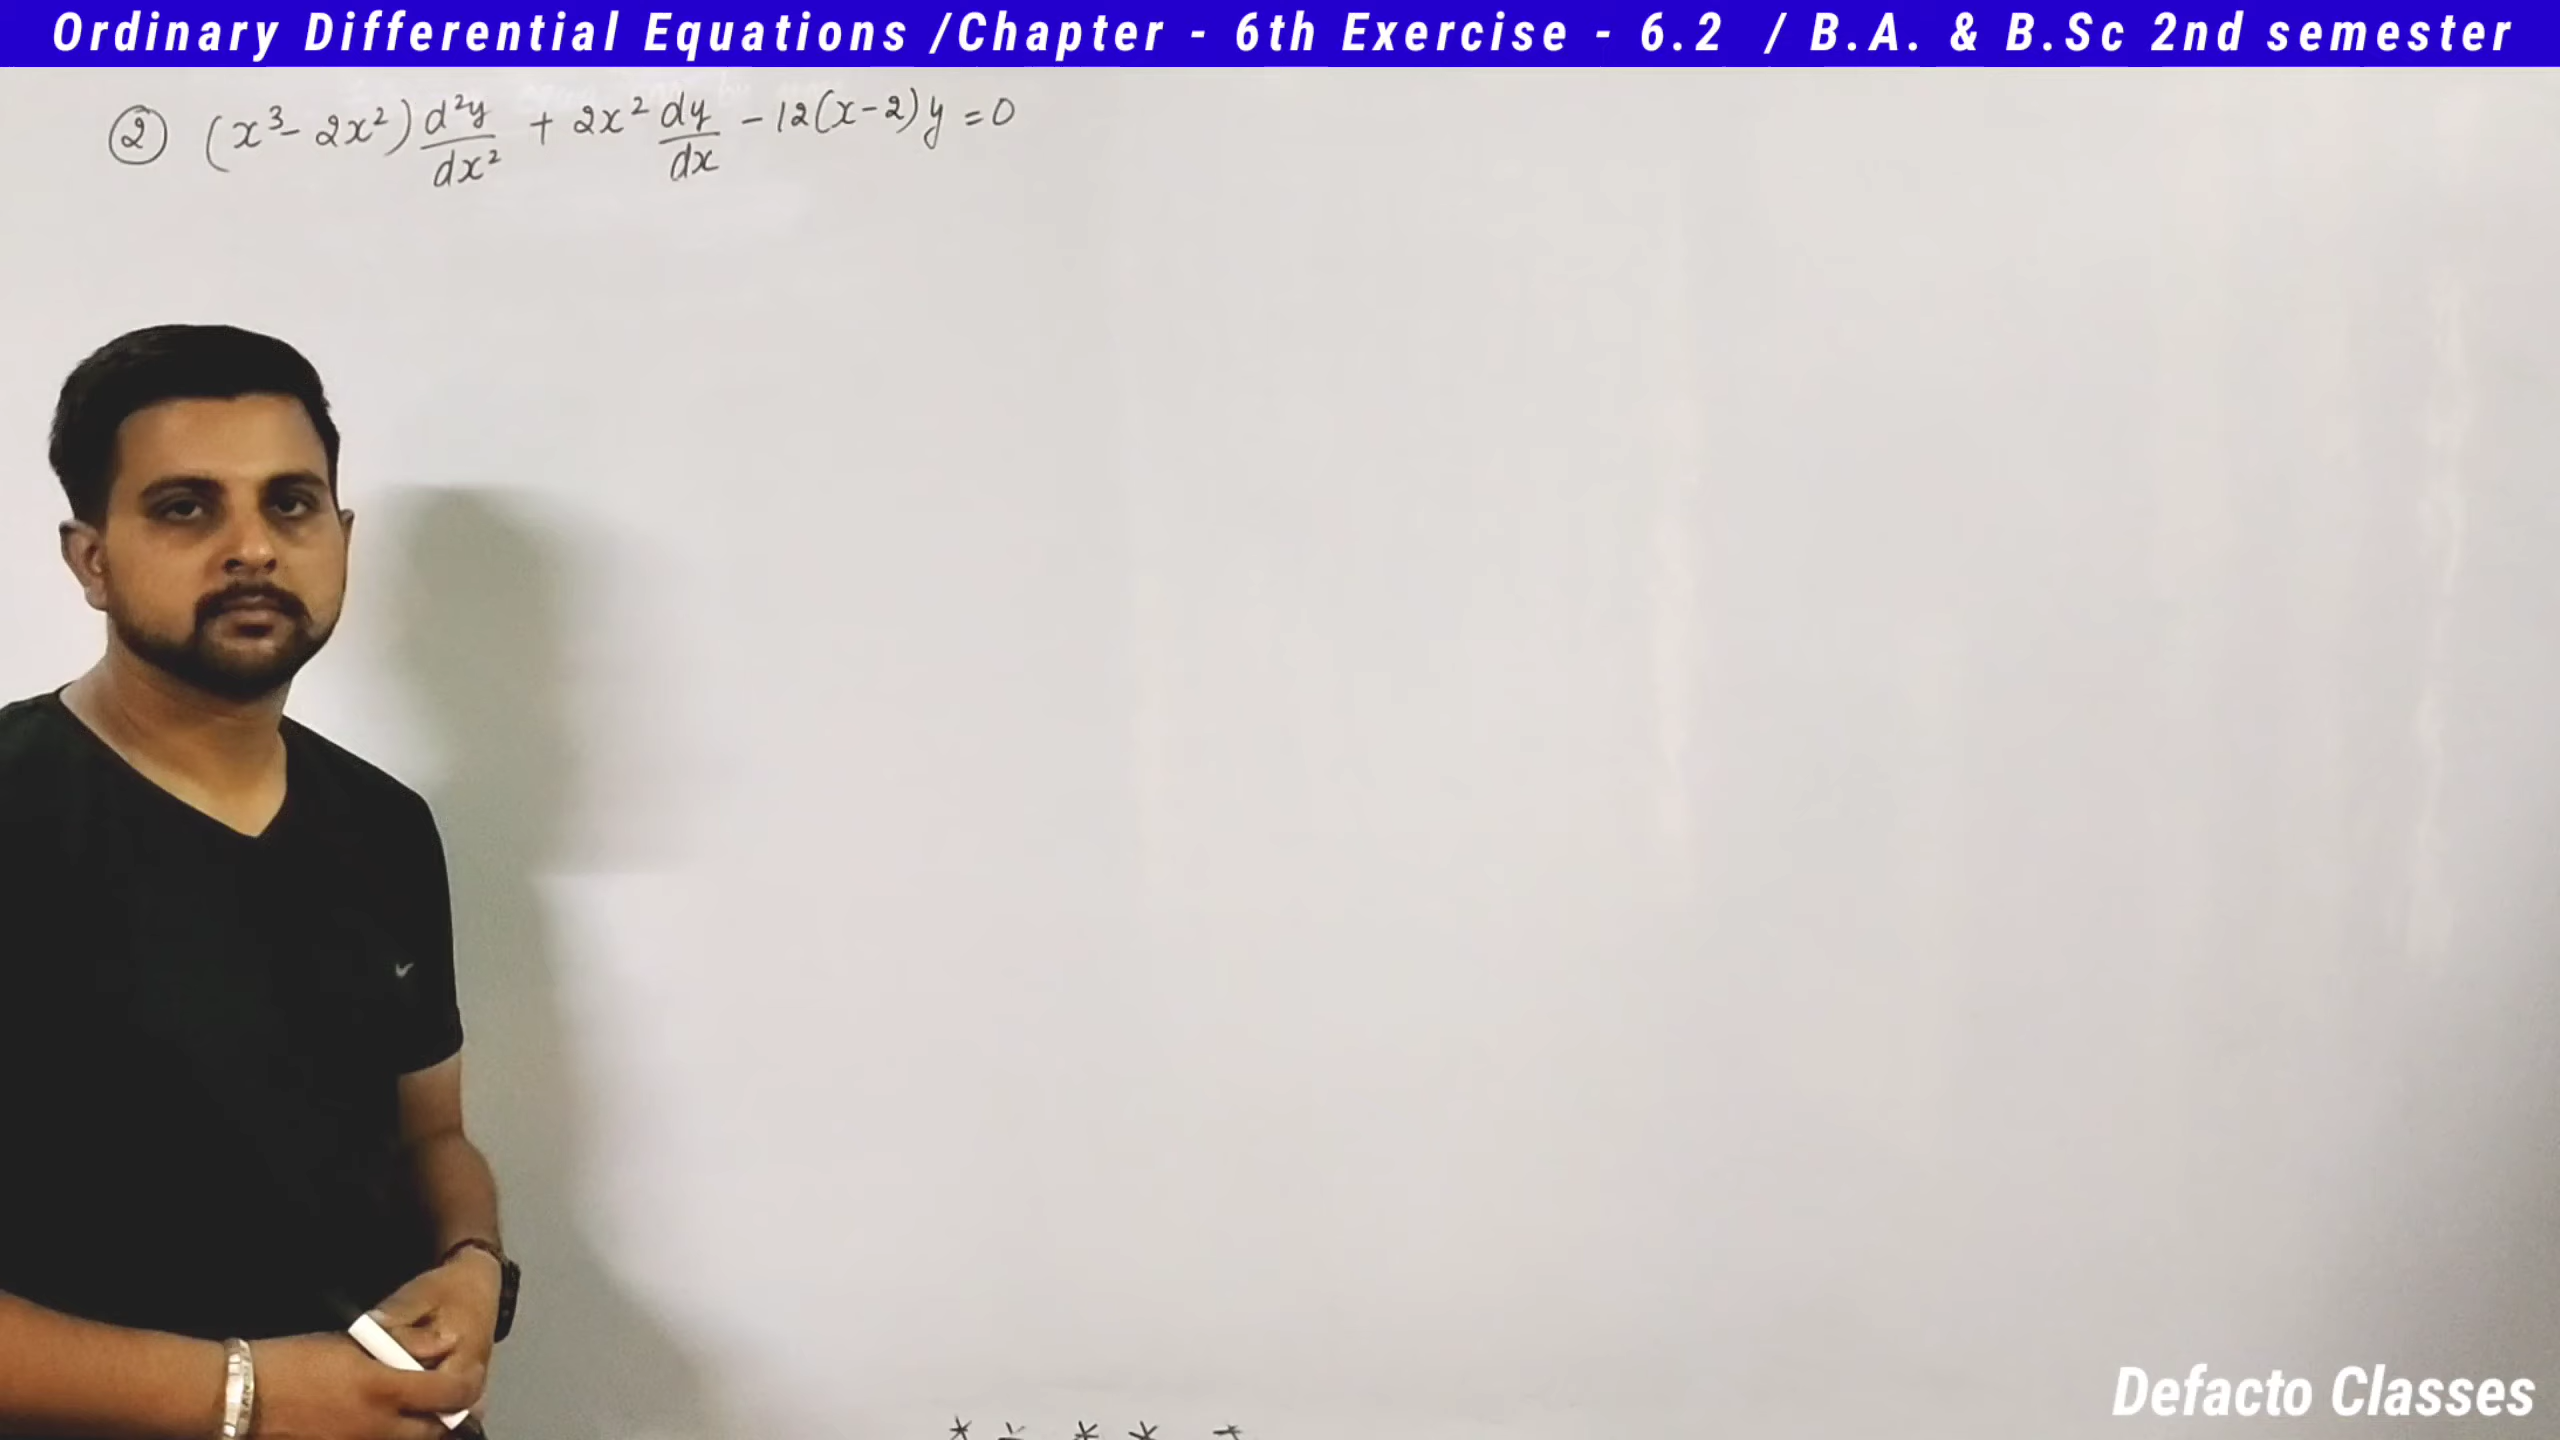 Ordinary Differential Equations /Chapter - 6th Exercise - 6.2 / B.A. & B.Sc 2nd semester
② (x³- 2x²) d²y/dx² + 2x² dy/dx - 12(x-2)y = 0
Defacto Classes